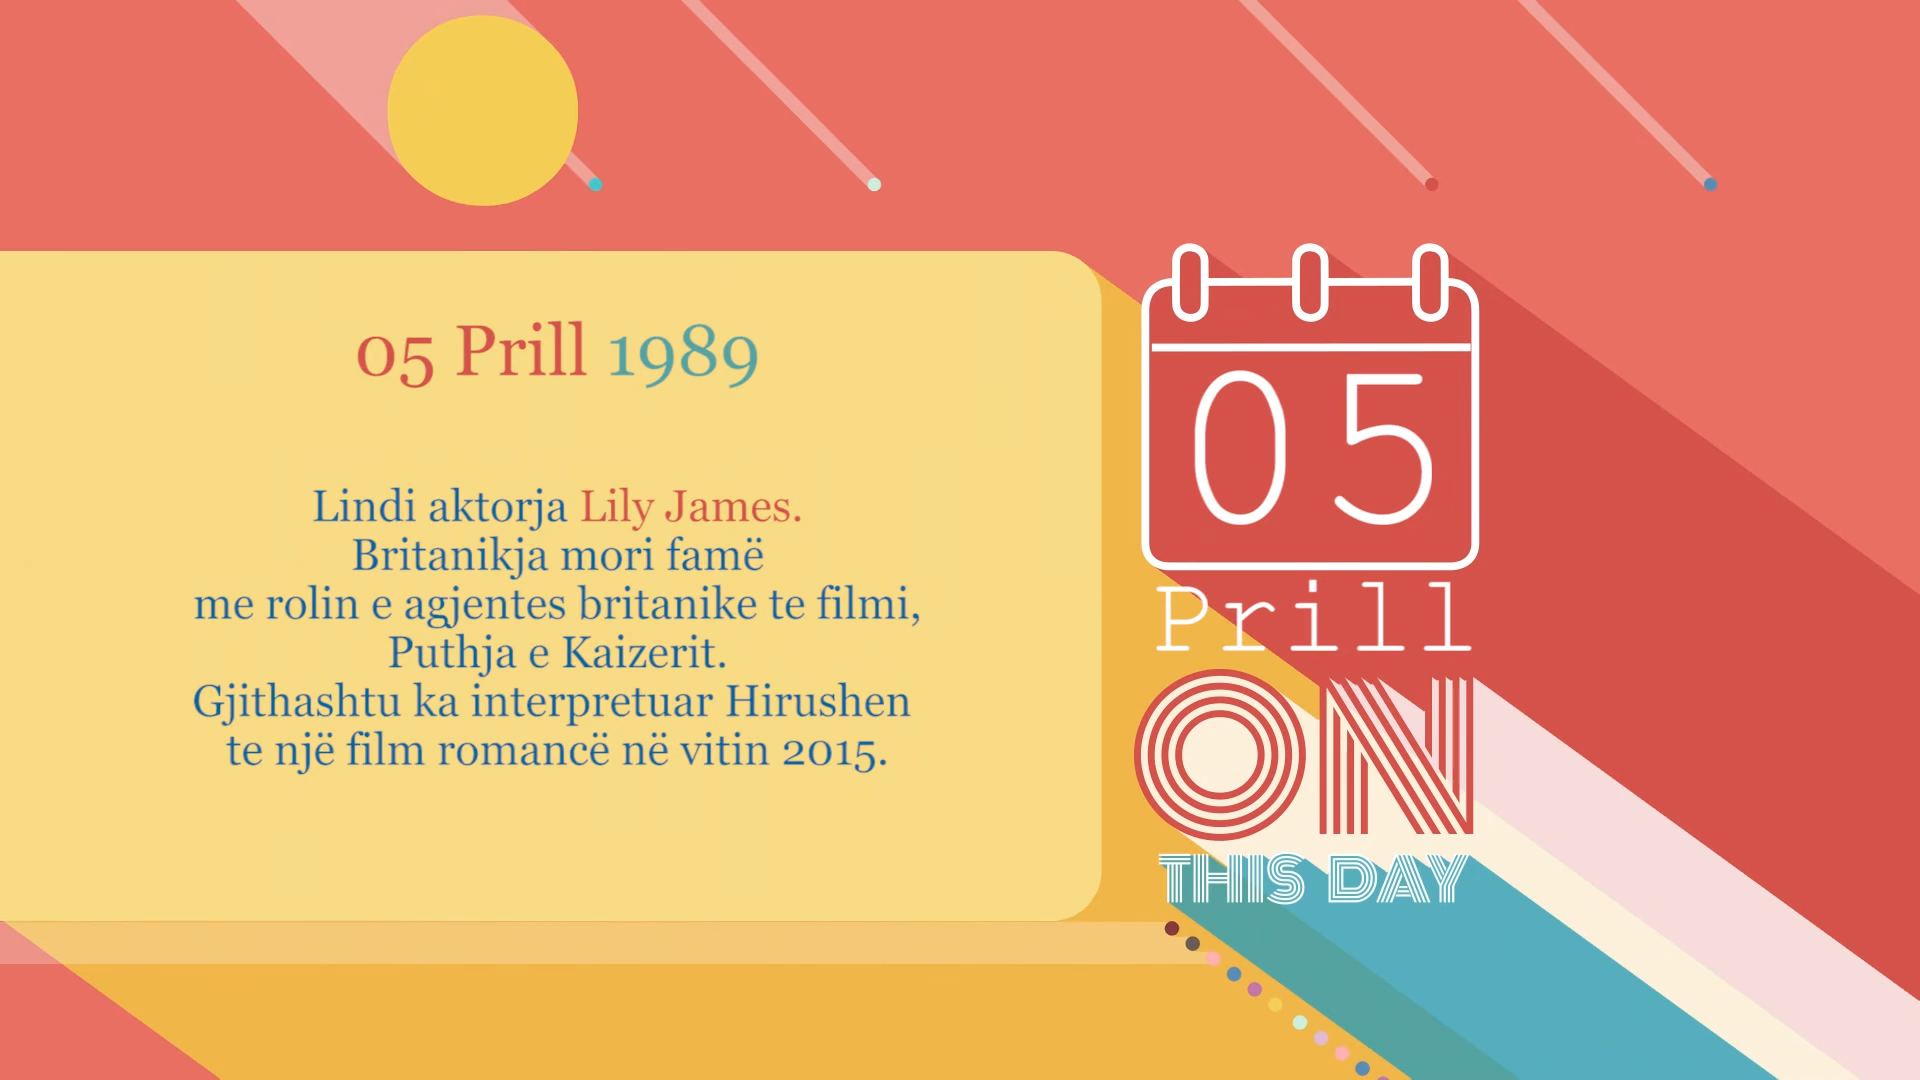 05 Prill 1989
Lindi aktorja Lily James.
Britanikja mori famë
me rolin e agjentes britanike te filmi,
Puthja e Kaizerit.
Gjithashtu ka interpretuar Hirushen
te një film romancë në vitin 2015.
05
Prill
ON
THIS DAY